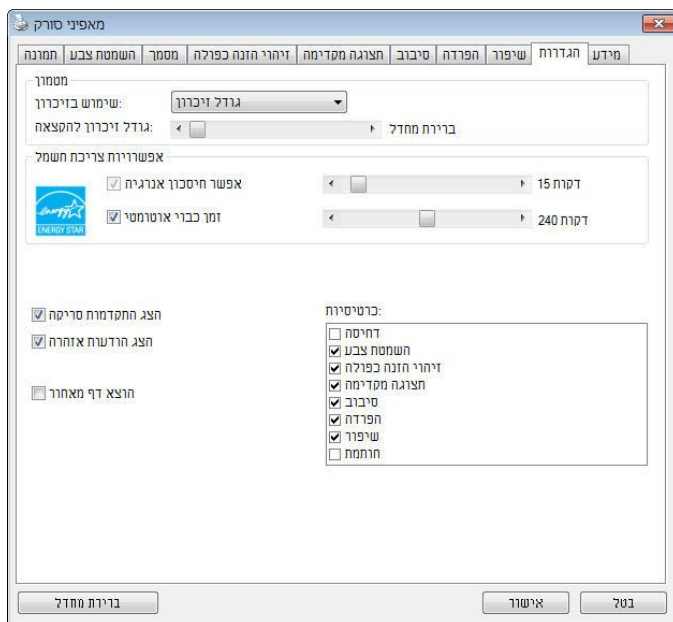 מאפיני סורק
תמונה השמטת צבע מסמך זיהוי הזנה כפולה תצוגה מקדימה סיבוב הפרדה שיפור הגדרות מידע
מטמון
שימוש בזיכרון: גודל זיכרון
גודל זיכרון להקצאה: ברירת מחדל
אפשרויות צריכת חשמל
אפשר חיסכון אנרגיה 15 דקות
זמן כבוי אוטומטי 240 דקות
energy
ENERGY STAR
הצג התקדמות סריקה
הצג הודעות אזהרה
הוצא דף מאחור
כרטיסיות:
דחיסה
השמטת צבע
זיהוי הזנה כפולה
תצוגה מקדימה
סיבוב
הפרדה
שיפור
חותמת
ברירת מחדל אישור בטל